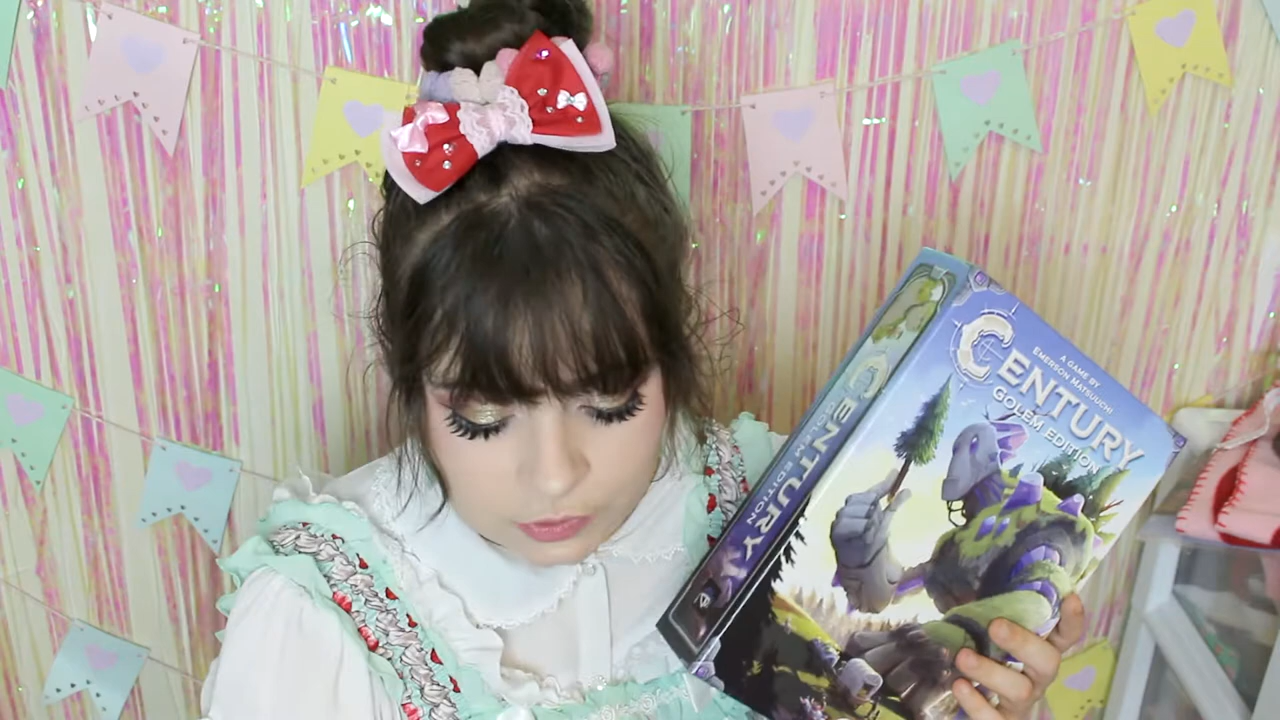 A GAME BY
EMERSON MATSUUCHI
CENTURY
GOLEM EDITION
CENTURY
GOLEM EDITION